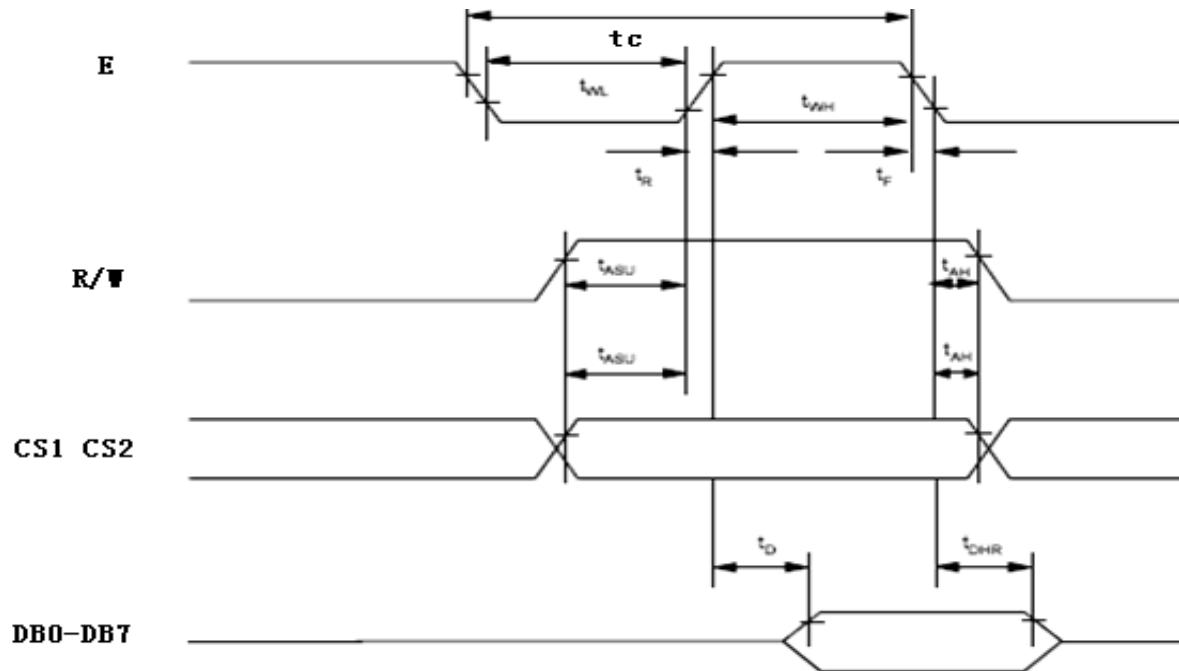 tc
E
tWL
tWH
tR
tF
R/W
tASU
tAH
tASU
tAH
CS1 CS2
tD
tDHR
DB0-DB7